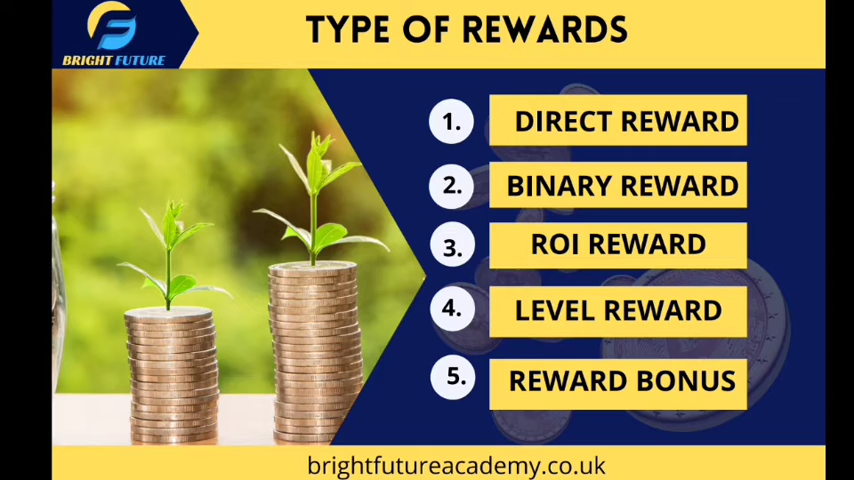 BRIGHT FUTURE
TYPE OF REWARDS
1. DIRECT REWARD
2. BINARY REWARD
3. ROI REWARD
4. LEVEL REWARD
5. REWARD BONUS
brightfutureacademy.co.uk